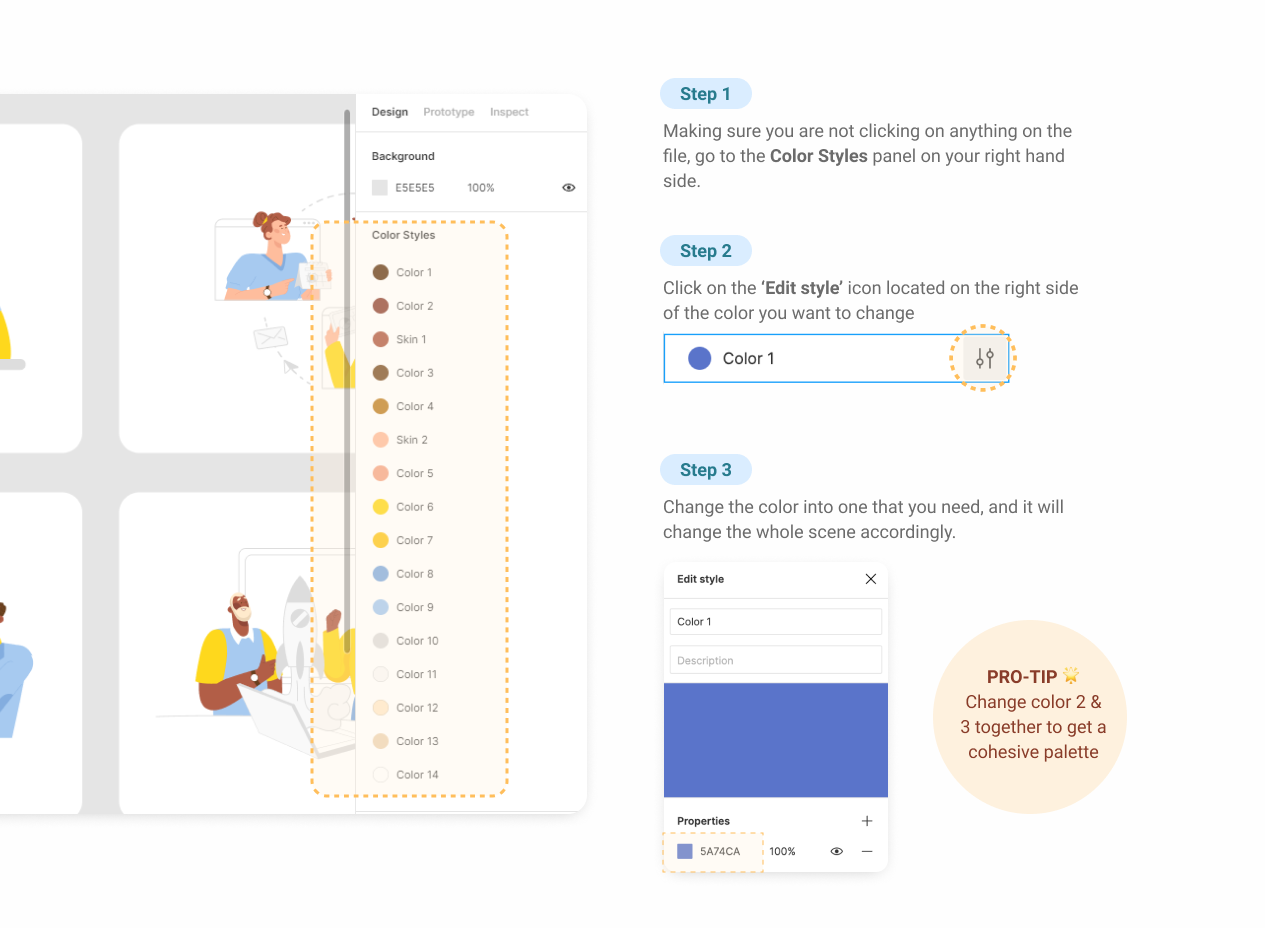 Design Prototype Inspect
Background
E5E5E5 100%
Color Styles
Color 1
Color 2
Skin 1
Color 3
Color 4
Skin 2
Color 5
Color 6
Color 7
Color 8
Color 9
Color 10
Color 11
Color 12
Color 13
Color 14
Step 1
Making sure you are not clicking on anything on the
file, go to the Color Styles panel on your right hand
side.
Step 2
Click on the ‘Edit style’ icon located on the right side
of the color you want to change
Color 1
Step 3
Change the color into one that you need, and it will
change the whole scene accordingly.
Edit style
Color 1
Description
Properties
5A74CA 100%
PRO-TIP 🌟
Change color 2 &
3 together to get a
cohesive palette